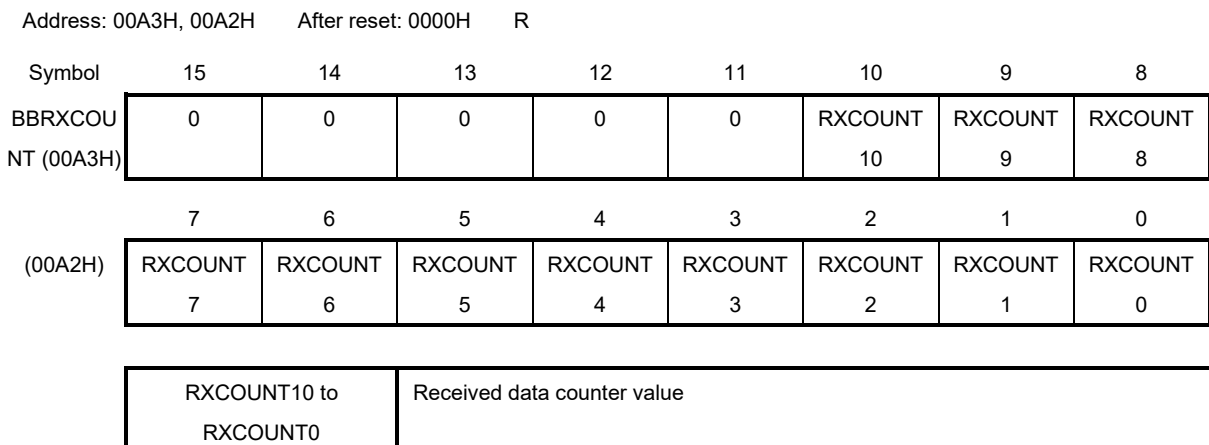 Address: 00A3H, 00A2H After reset: 0000H R
Symbol 15 14 13 12 11 10 9 8
BBRXCOU 0 0 0 0 0 RXCOUNT RXCOUNT RXCOUNT
NT (00A3H) 10 9 8
7 6 5 4 3 2 1 0
(00A2H) RXCOUNT RXCOUNT RXCOUNT RXCOUNT RXCOUNT RXCOUNT RXCOUNT RXCOUNT
7 6 5 4 3 2 1 0
RXCOUNT10 to Received data counter value
RXCOUNT0